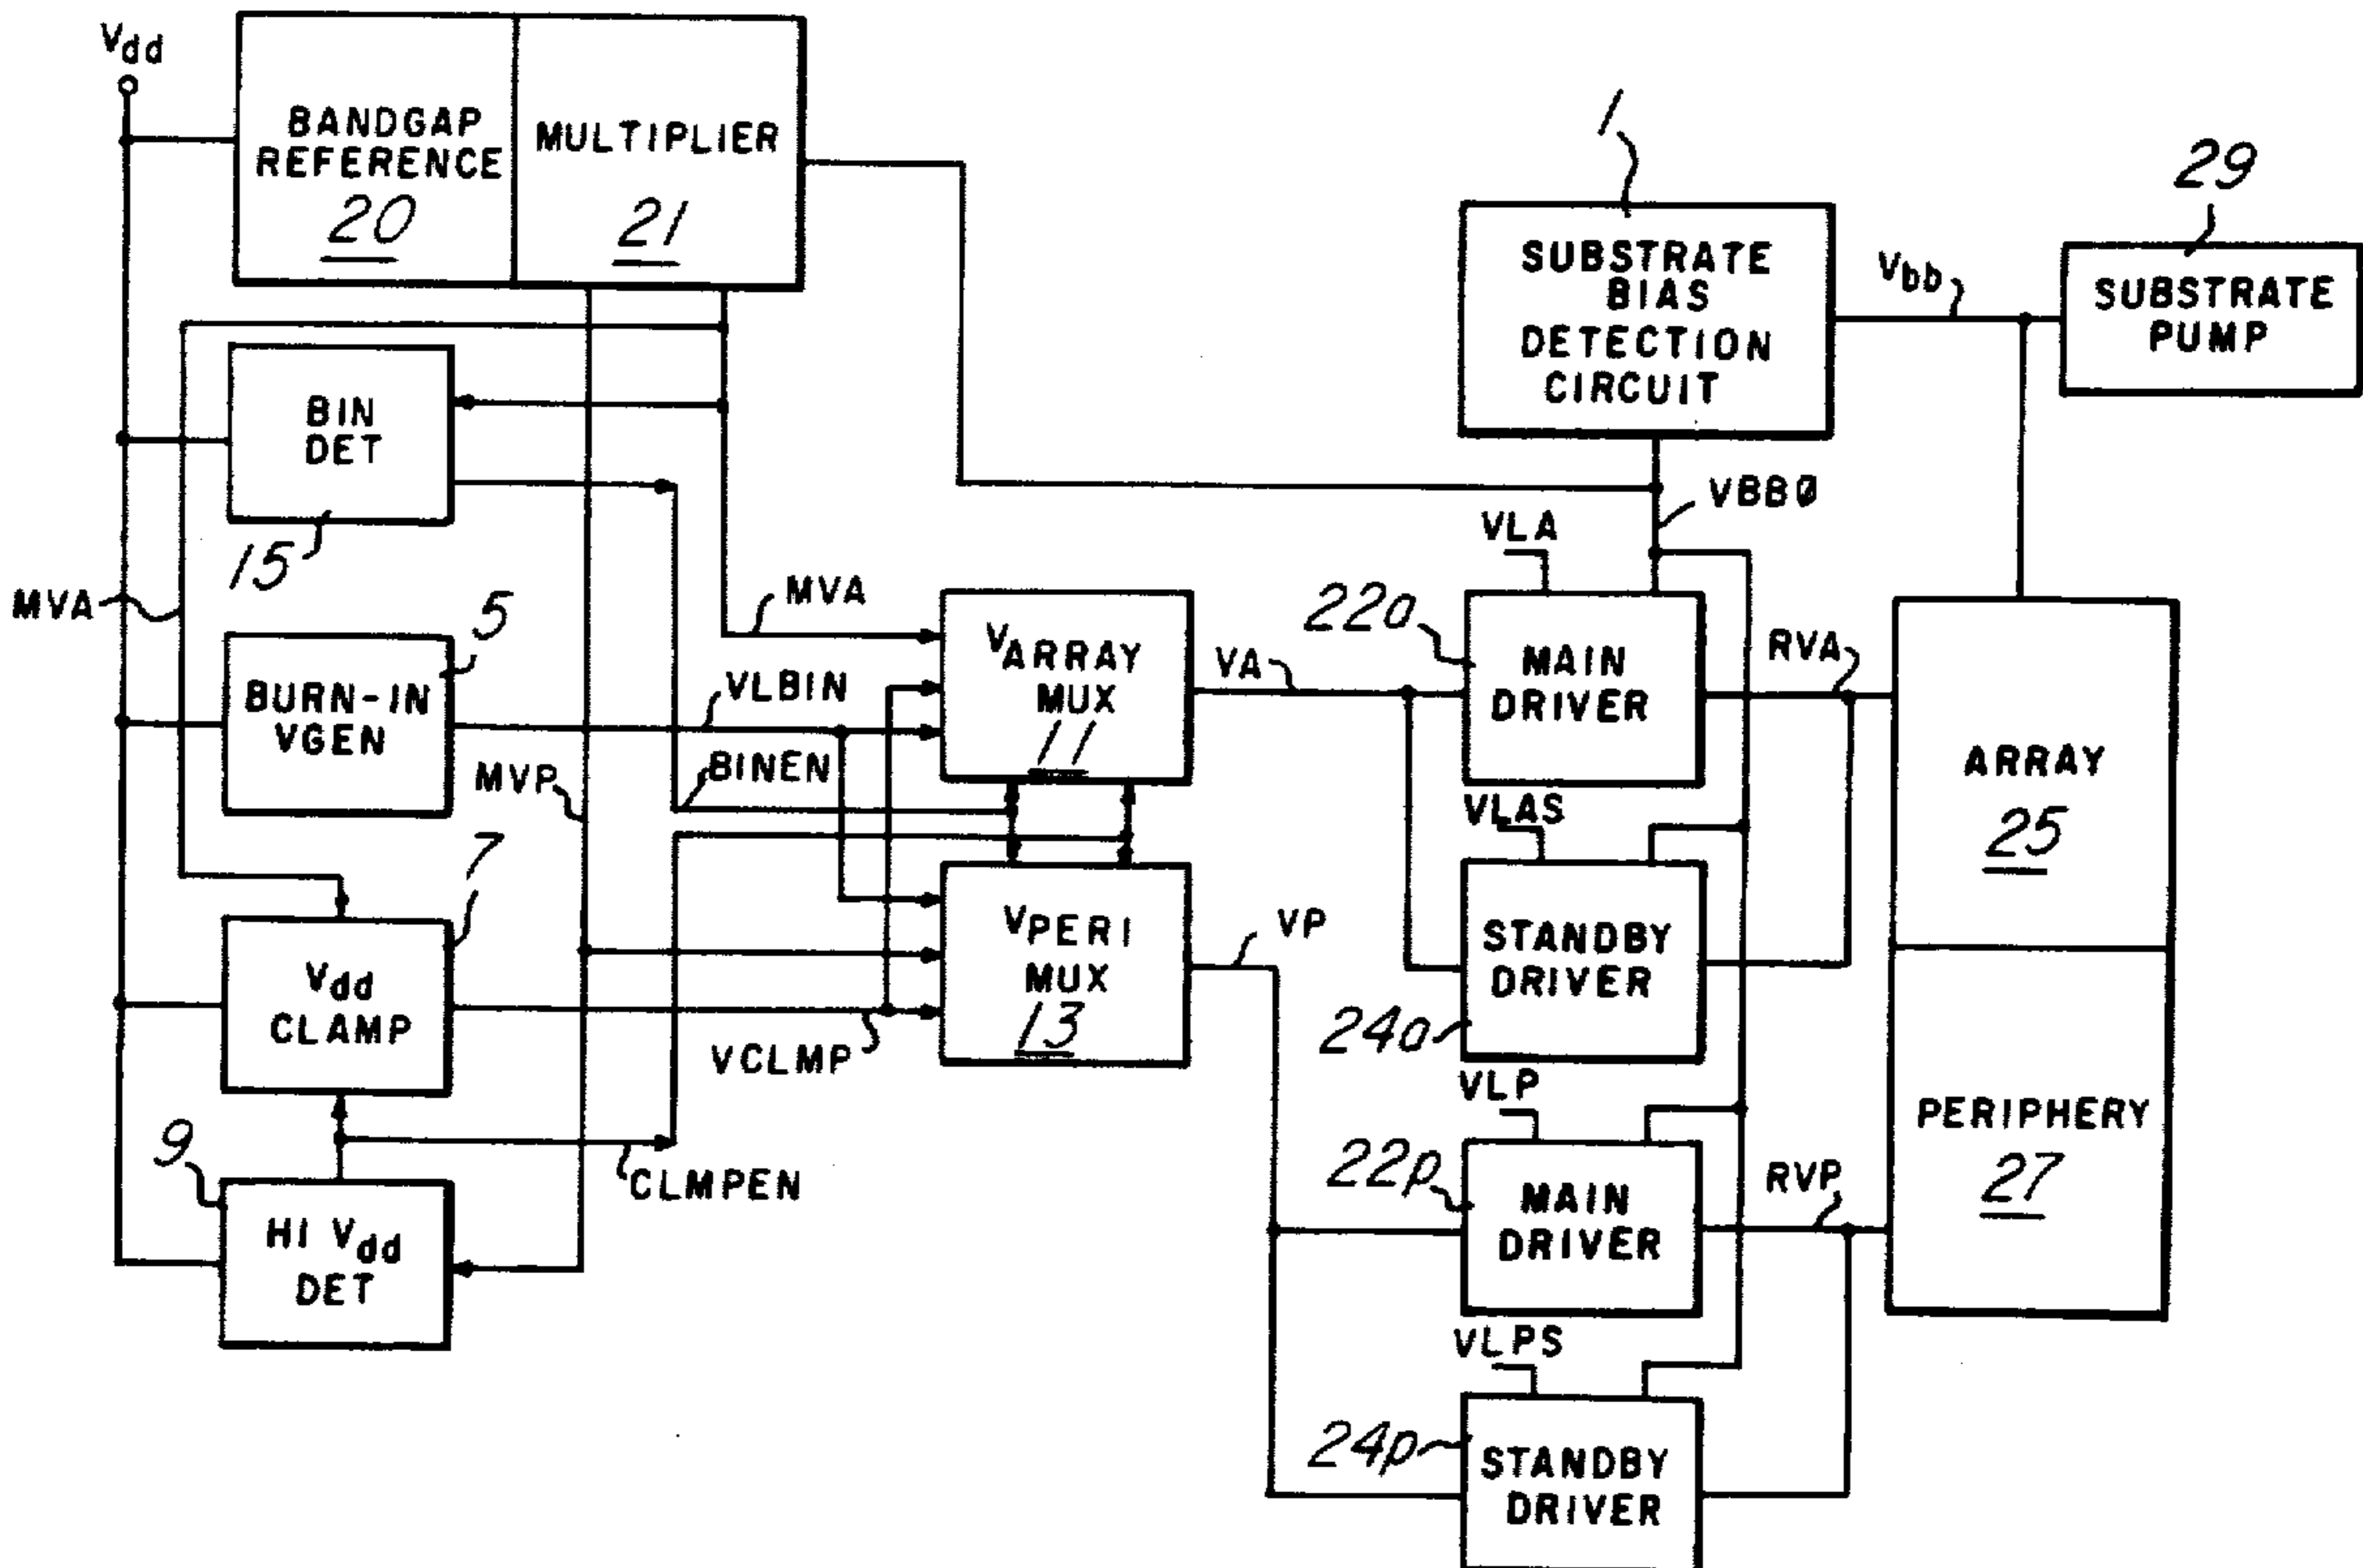 Vdd
BANDGAP
REFERENCE
20
MULTIPLIER
21
1
SUBSTRATE
BIAS
DETECTION
CIRCUIT
Vbb
29
SUBSTRATE
PUMP
BIN
DET
15
VBBØ
MVA
MVA
5
BURN-IN
VGEN
VLBIN
BINEN
MVP
VARRAY
MUX
11
VA
VLA
22a
MAIN
DRIVER
RVA
ARRAY
25
7
Vdd
CLAMP
VCLMP
VPERI
MUX
13
VP
VLAS
STANDBY
DRIVER
24a
PERIPHERY
27
9
HI Vdd
DET
CLMPEN
VLP
22p
MAIN
DRIVER
RVP
VLPS
24p
STANDBY
DRIVER